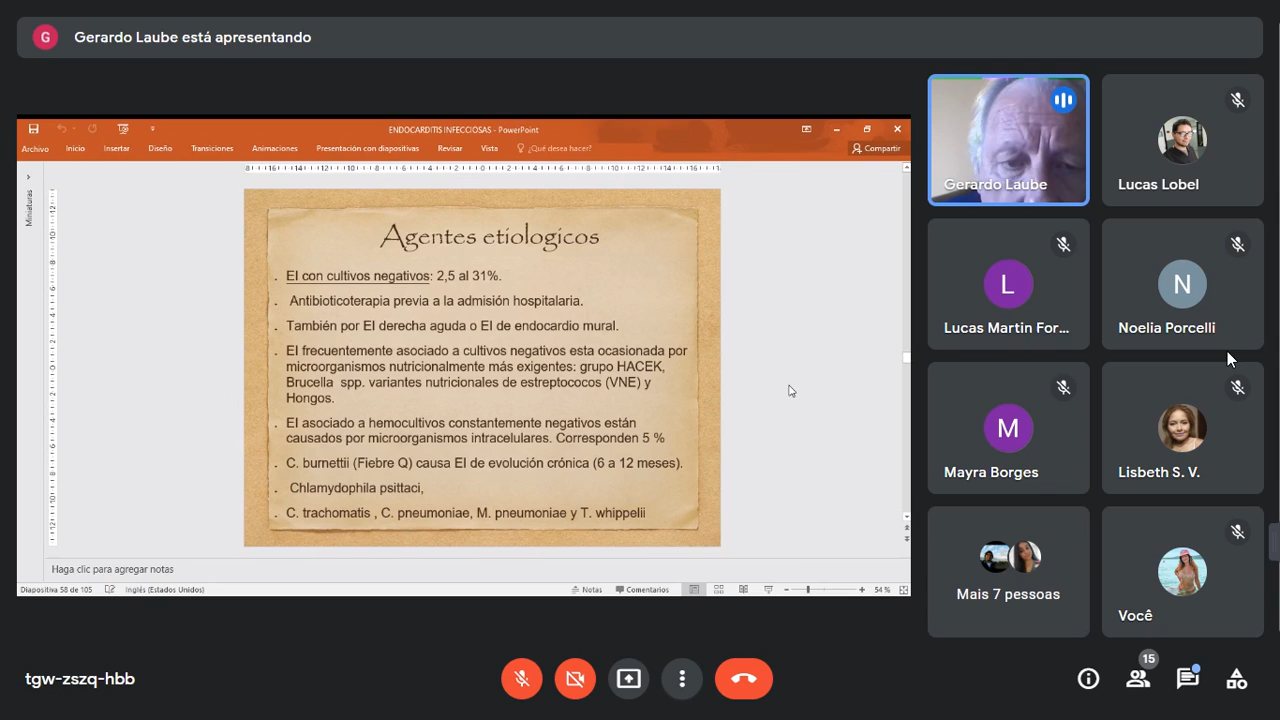 G
Gerardo Laube está apresentando
ENDOCARDITIS INFECCIOSAS - PowerPoint
Archivo Inicio Insertar Diseño Transiciones Animaciones Presentación con diapositivas Revisar Vista ¿Qué desea hacer? Compartir
Miniaturas
Agentes etiologicos
. EI con cultivos negativos: 2,5 al 31%.
. Antibioticoterapia previa a la admisión hospitalaria.
. También por EI derecha aguda o EI de endocardio mural.
. EI frecuentemente asociado a cultivos negativos esta ocasionada por
microorganismos nutricionalmente más exigentes: grupo HACEK,
Brucella spp. variantes nutricionales de estreptococos (VNE) y
Hongos.
. EI asociado a hemocultivos constantemente negativos están
causados por microorganismos intracelulares. Corresponden 5 %
. C. burnettii (Fiebre Q) causa EI de evolución crónica (6 a 12 meses).
. Chlamydophila psittaci,
. C. trachomatis , C. pneumoniae, M. pneumoniae y T. whippelii
Haga clic para agregar notas
Diapositiva 58 de 105 Inglés (Estados Unidos) Notas Comentarios 54 %
Gerardo Laube
Lucas Lobel
L
Lucas Martin For...
N
Noelia Porcelli
M
Mayra Borges
Lisbeth S. V.
Mais 7 pessoas
Você
tgw-zszq-hbb
15